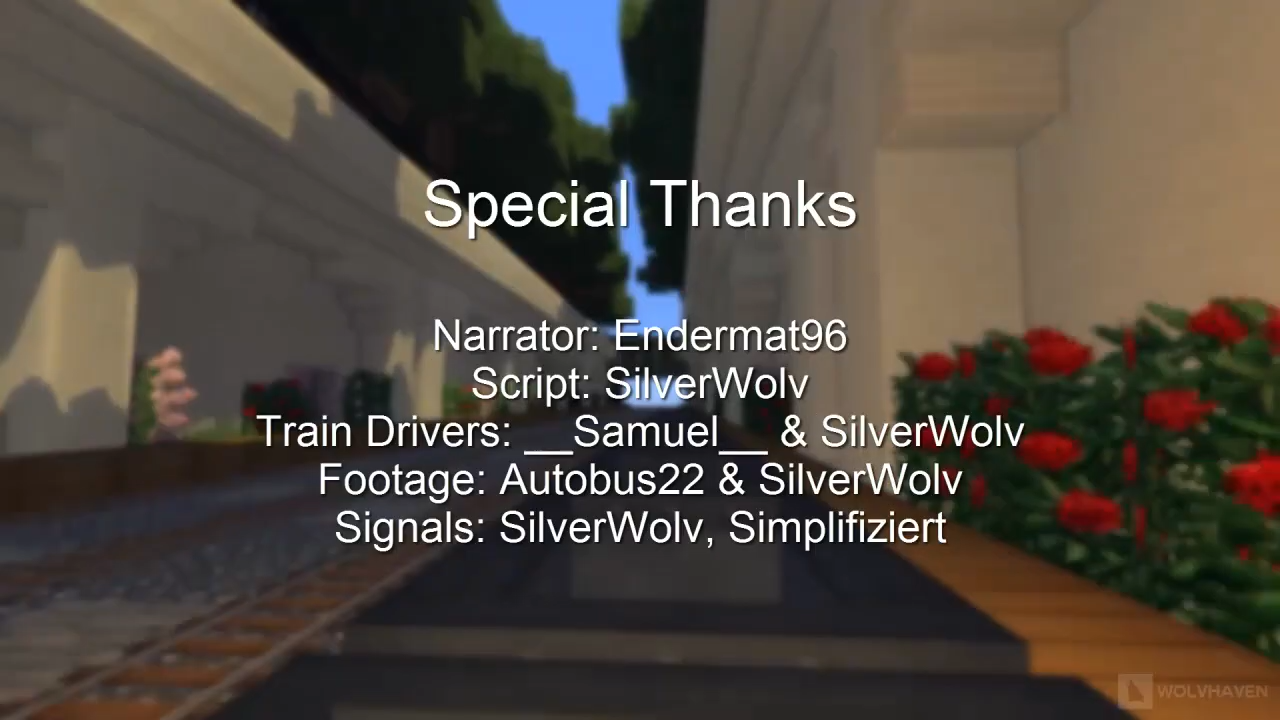 Special Thanks
Narrator: Endermat96
Script: SilverWolv
Train Drivers: __Samuel__ & SilverWolv
Footage: Autobus22 & SilverWolv
Signals: SilverWolv, Simplifiziert
WOLVHAVEN